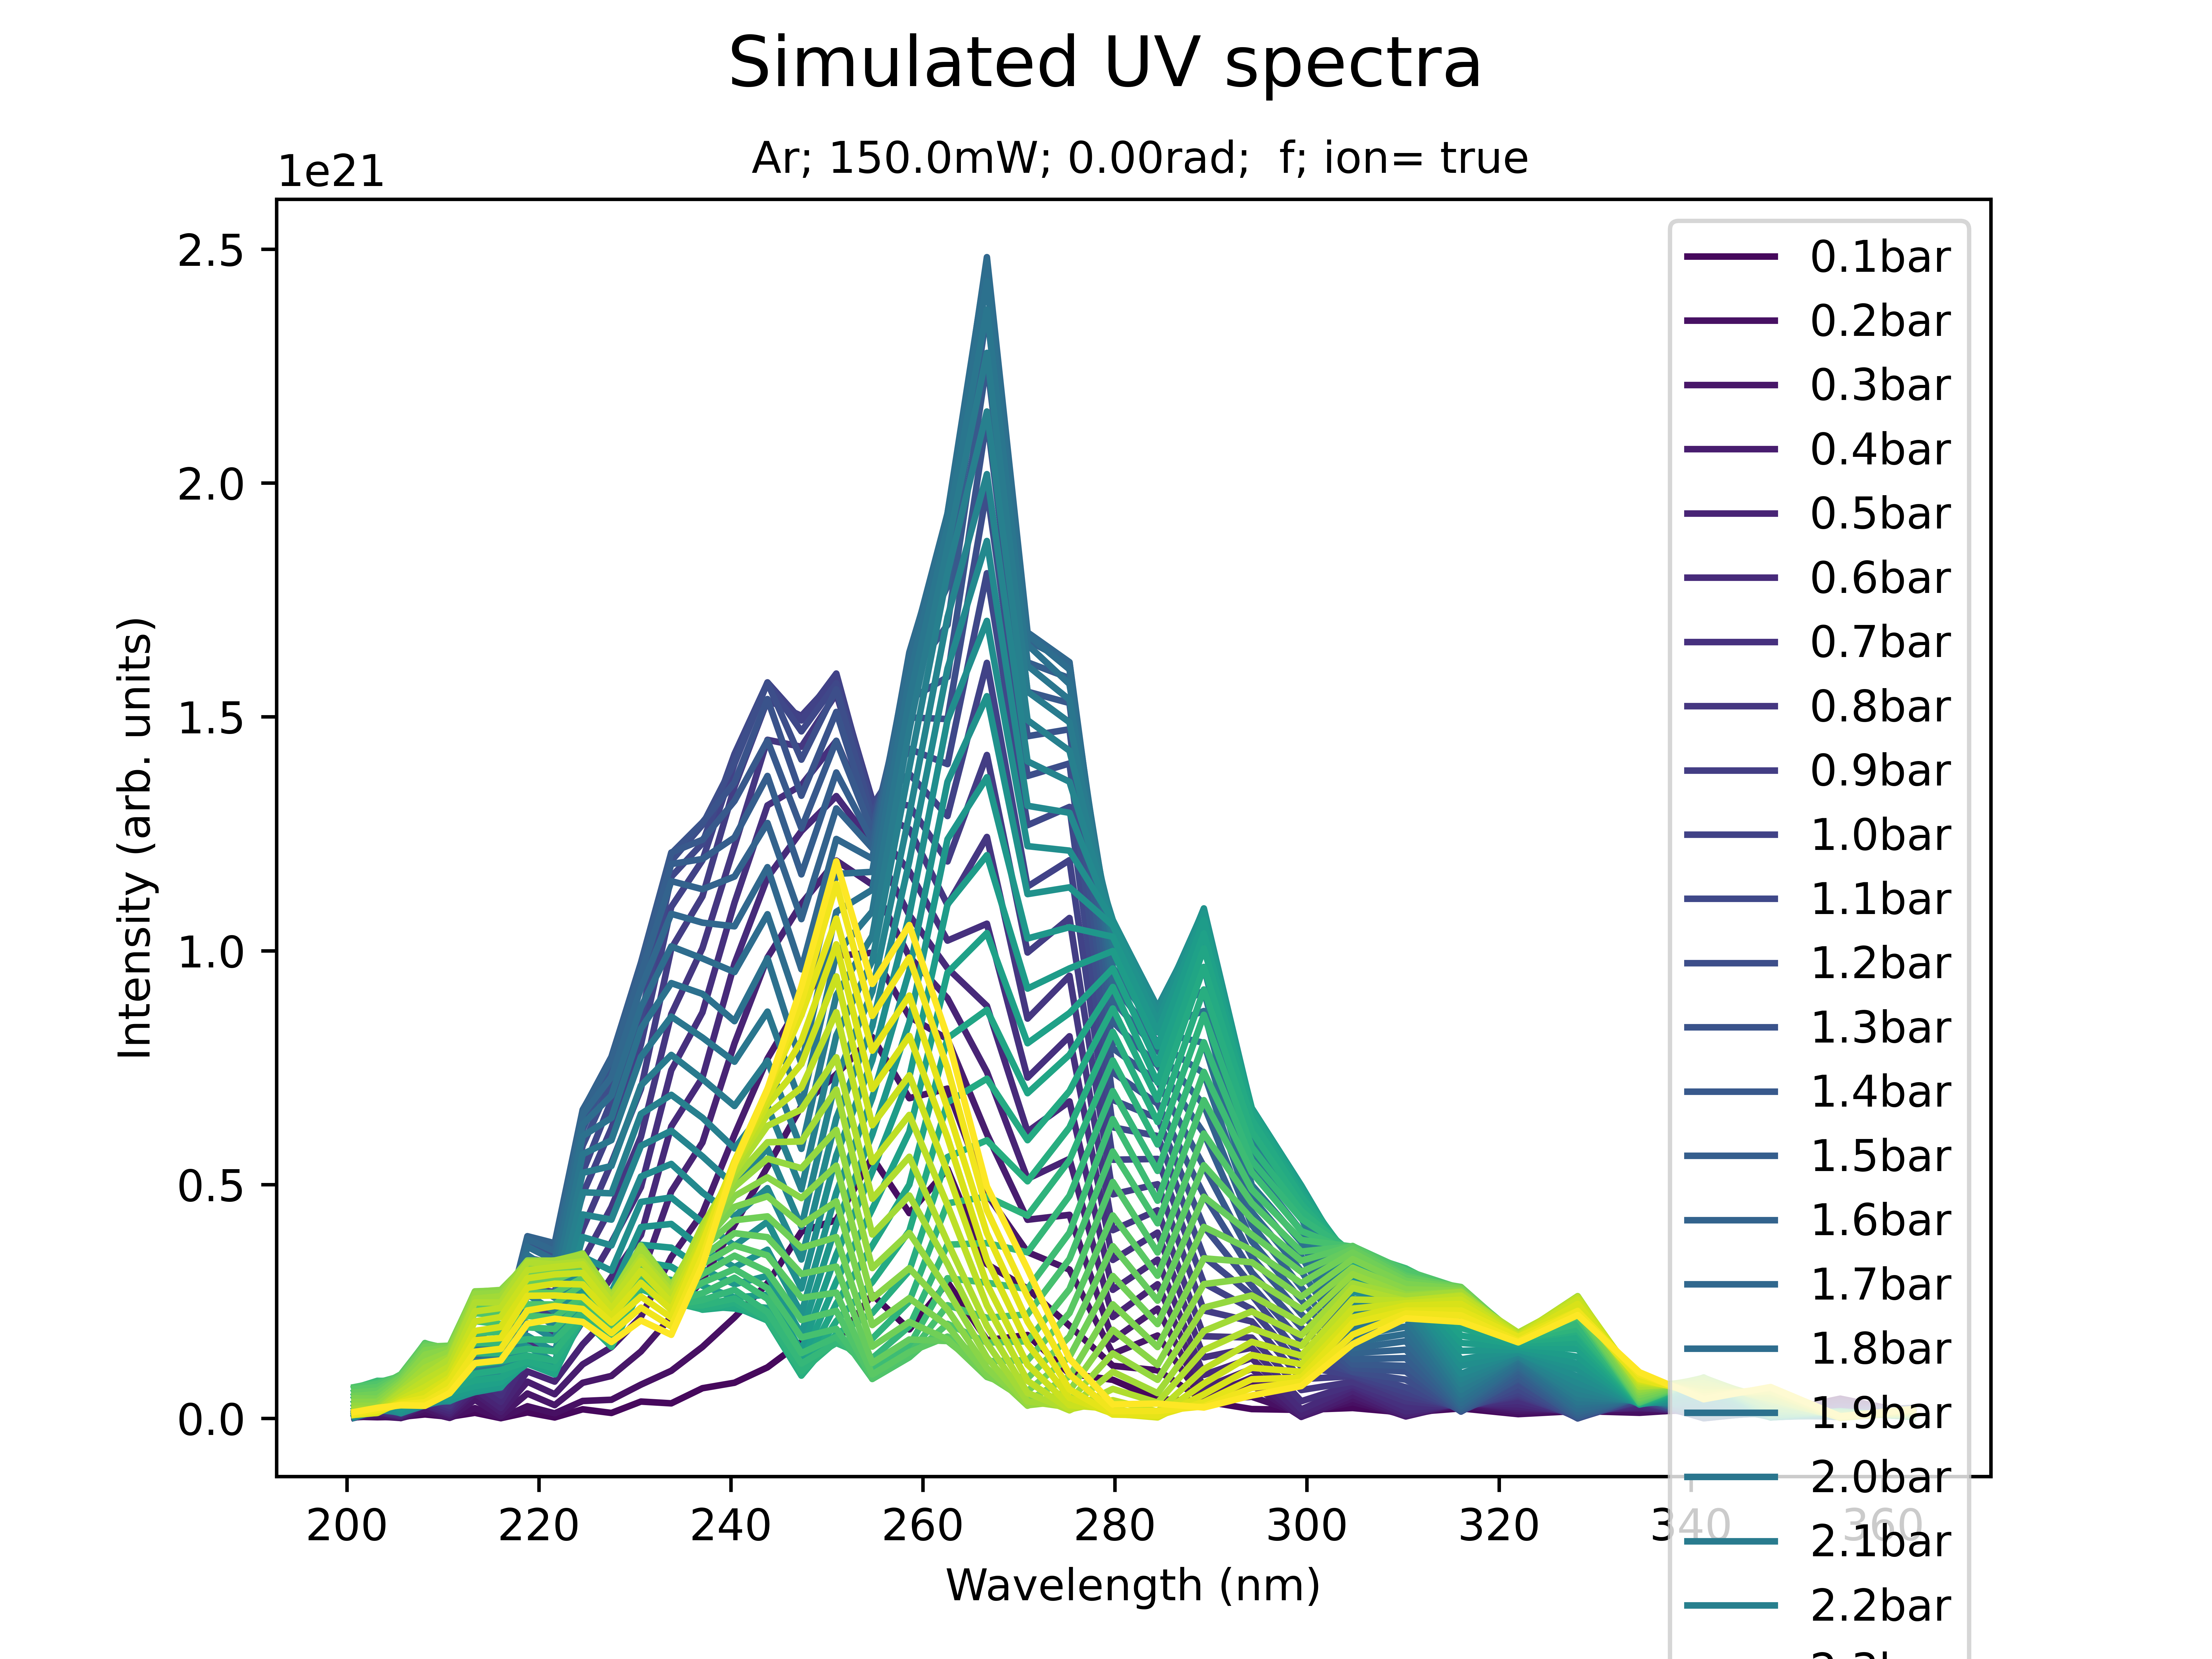 Simulated UV spectra
Ar; 150.0mW; 0.00rad;  f; ion= true
1e21
2.5
2.0
1.5
1.0
0.5
0.0
Intensity (arb. units)
200 220 240 260 280 300 320 340 360
Wavelength (nm)
0.1bar
0.2bar
0.3bar
0.4bar
0.5bar
0.6bar
0.7bar
0.8bar
0.9bar
1.0bar
1.1bar
1.2bar
1.3bar
1.4bar
1.5bar
1.6bar
1.7bar
1.8bar
1.9bar
2.0bar
2.1bar
2.2bar